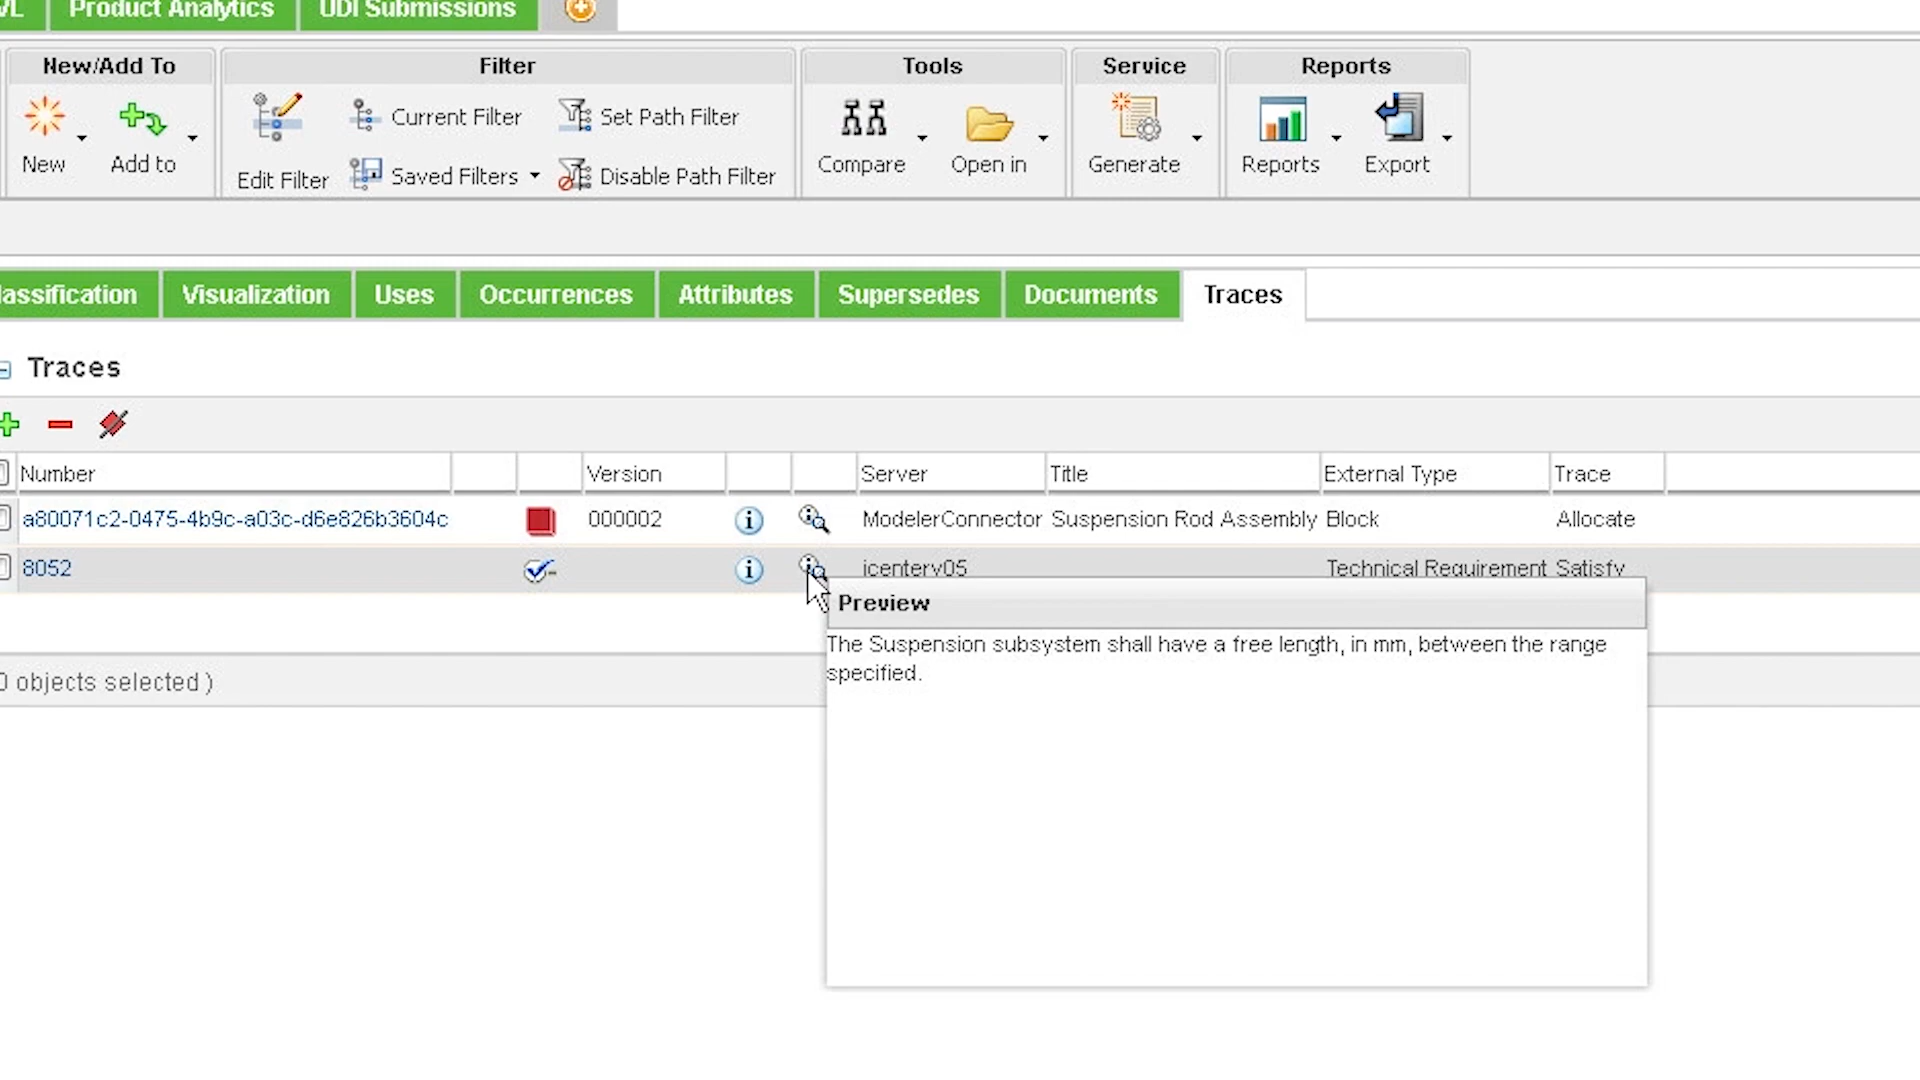 VL Product Analytics UDI Submissions
New/Add To Filter Tools Service Reports
Current Filter Set Path Filter
New Add to Edit Filter Saved Filters Disable Path Filter Compare Open in Generate Reports Export
lassification Visualization Uses Occurrences Attributes Supersedes Documents Traces
Traces
Number Version Server Title External Type Trace
a80071c2-0475-4b9c-a03c-d6e826b3604c 000002 ModelerConnector Suspension Rod Assembly Block Allocate
8052 icenterv05 Technical Requirement Satisfy
Preview
The Suspension subsystem shall have a free length, in mm, between the range
specified.
0 objects selected )